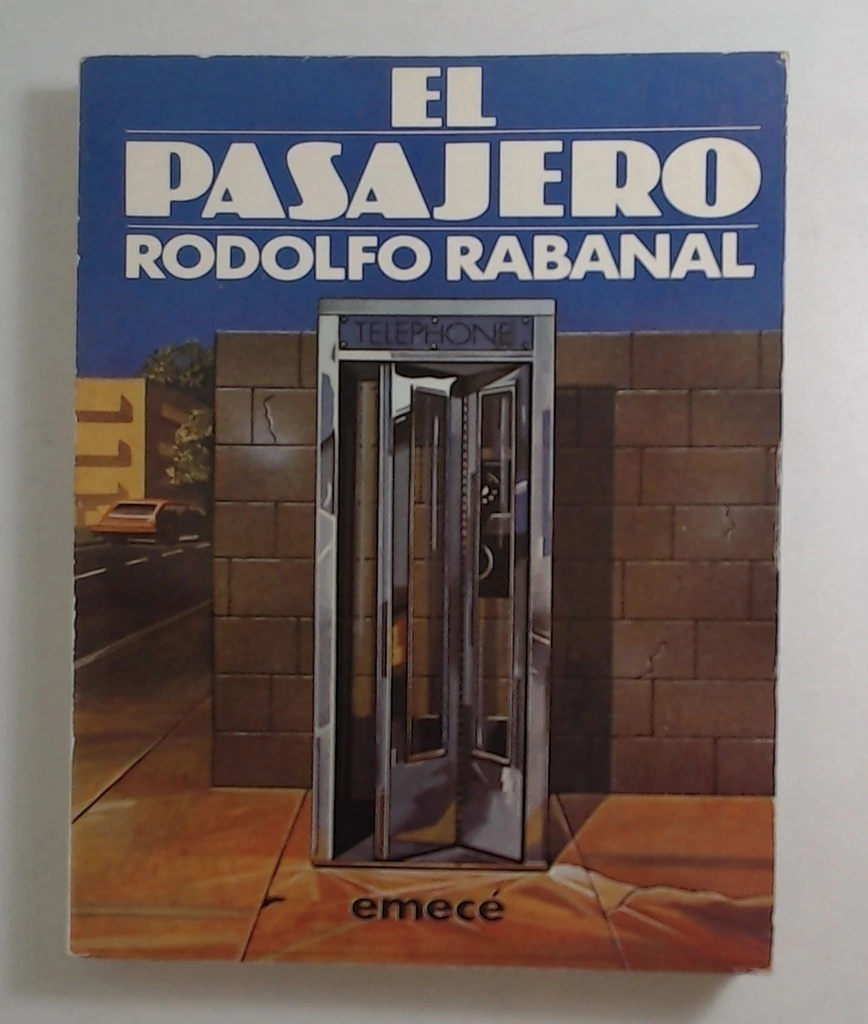 EL
PASAJERO
RODOLFO RABANAL
TELEPHONE
emecé